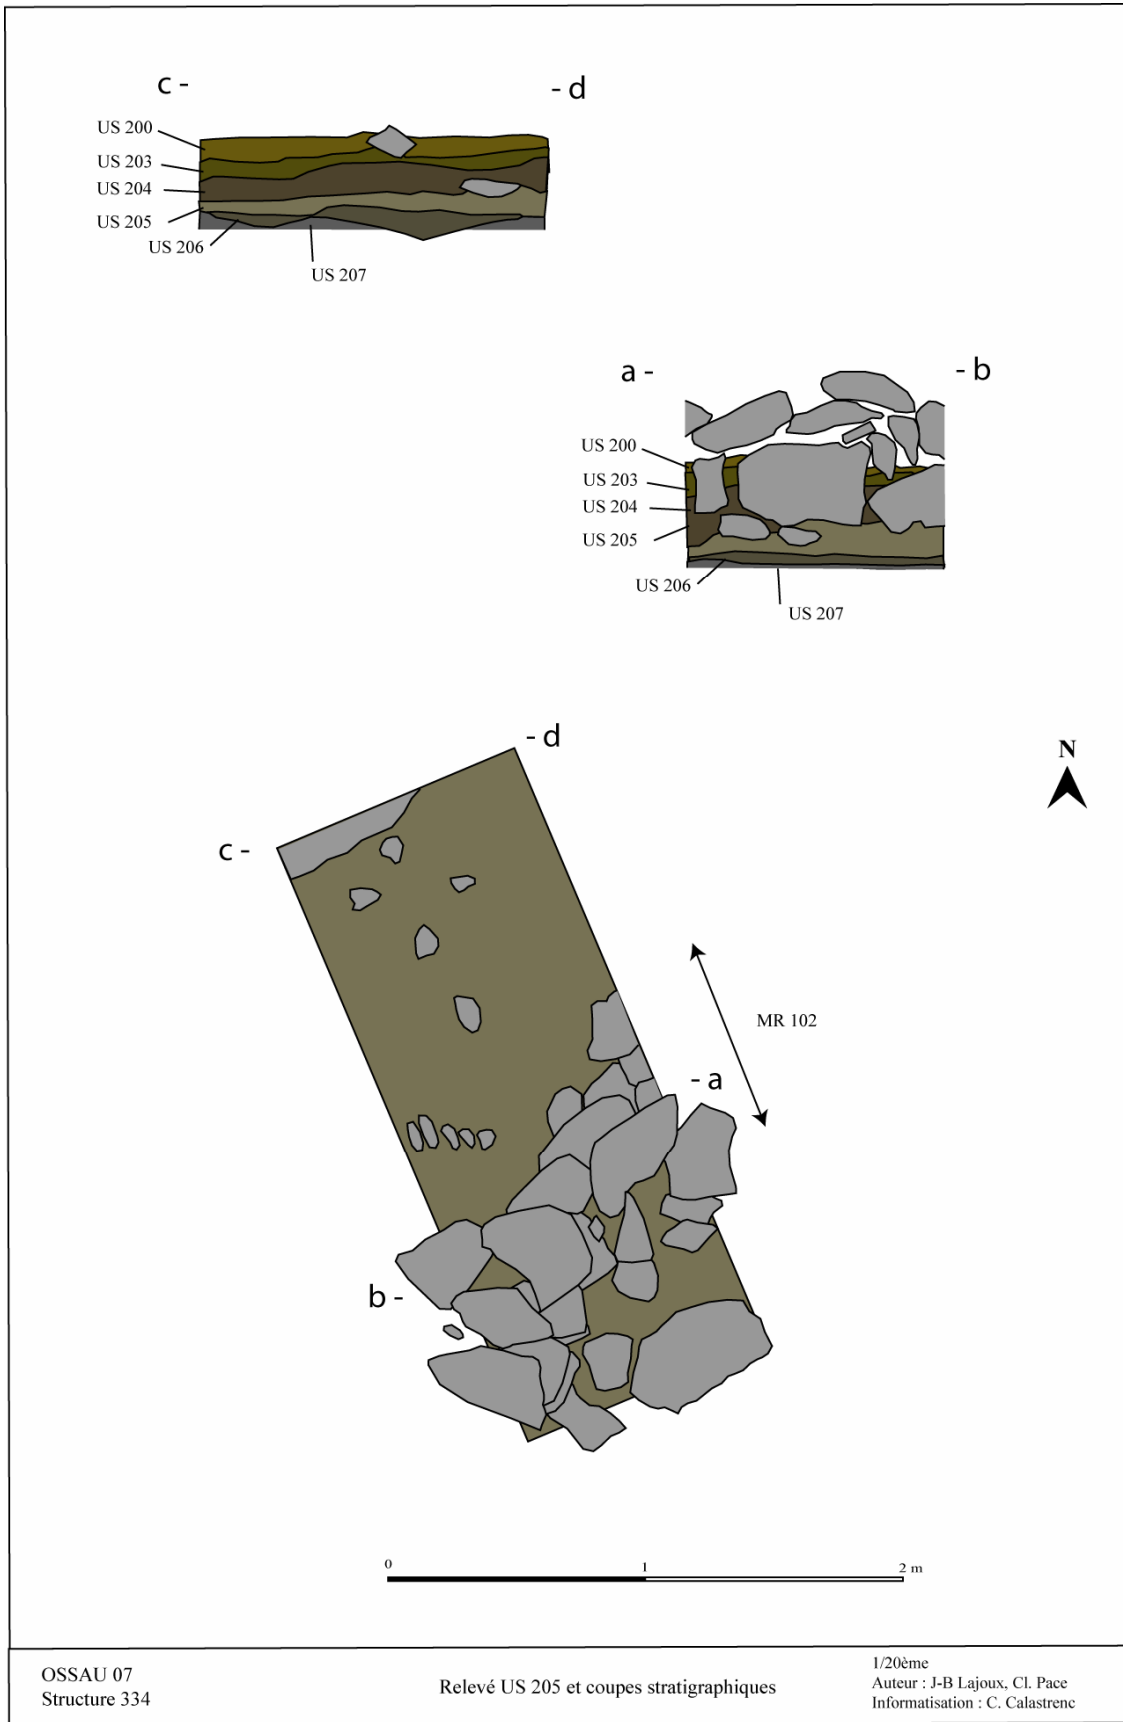 c -
- d
US 200
US 203
US 204
US 205
US 206
US 207
a -
- b
US 200
US 203
US 204
US 205
US 206
US 207
- d
N
c -
MR 102
- a
b -
0 1 2 m
OSSAU 07
Structure 334
Relevé US 205 et coupes stratigraphiques
1/20ème
Auteur : J-B Lajoux, Cl. Pace
Informatisation : C. Calastrenc